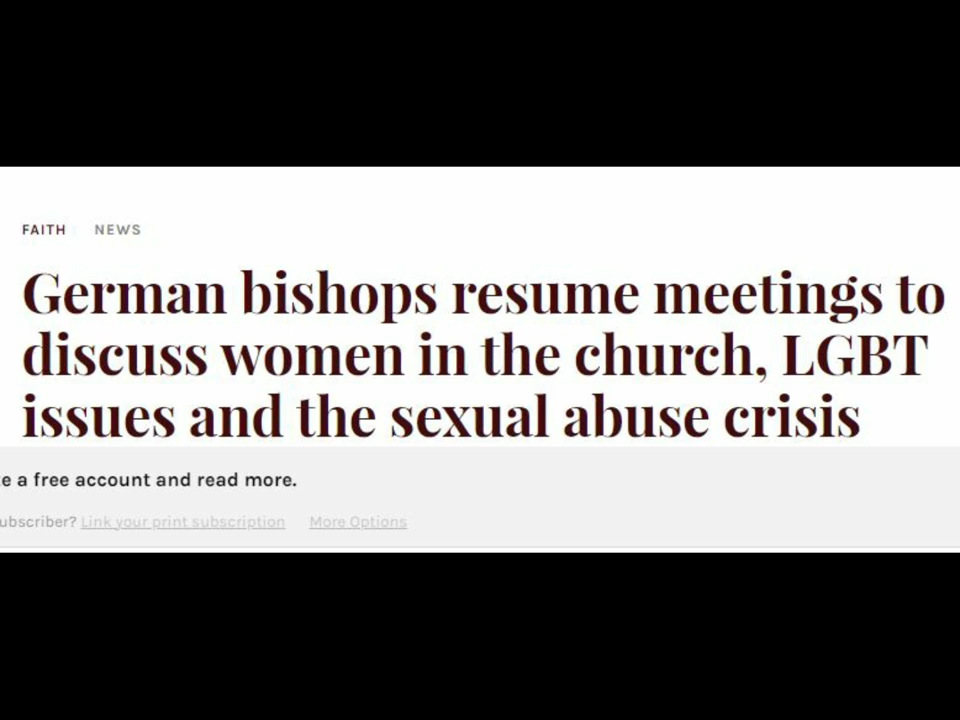 FAITH NEWS
German bishops resume meetings to
discuss women in the church, LGBT
issues and the sexual abuse crisis
a free account and read more.
Link your print subscription More Options